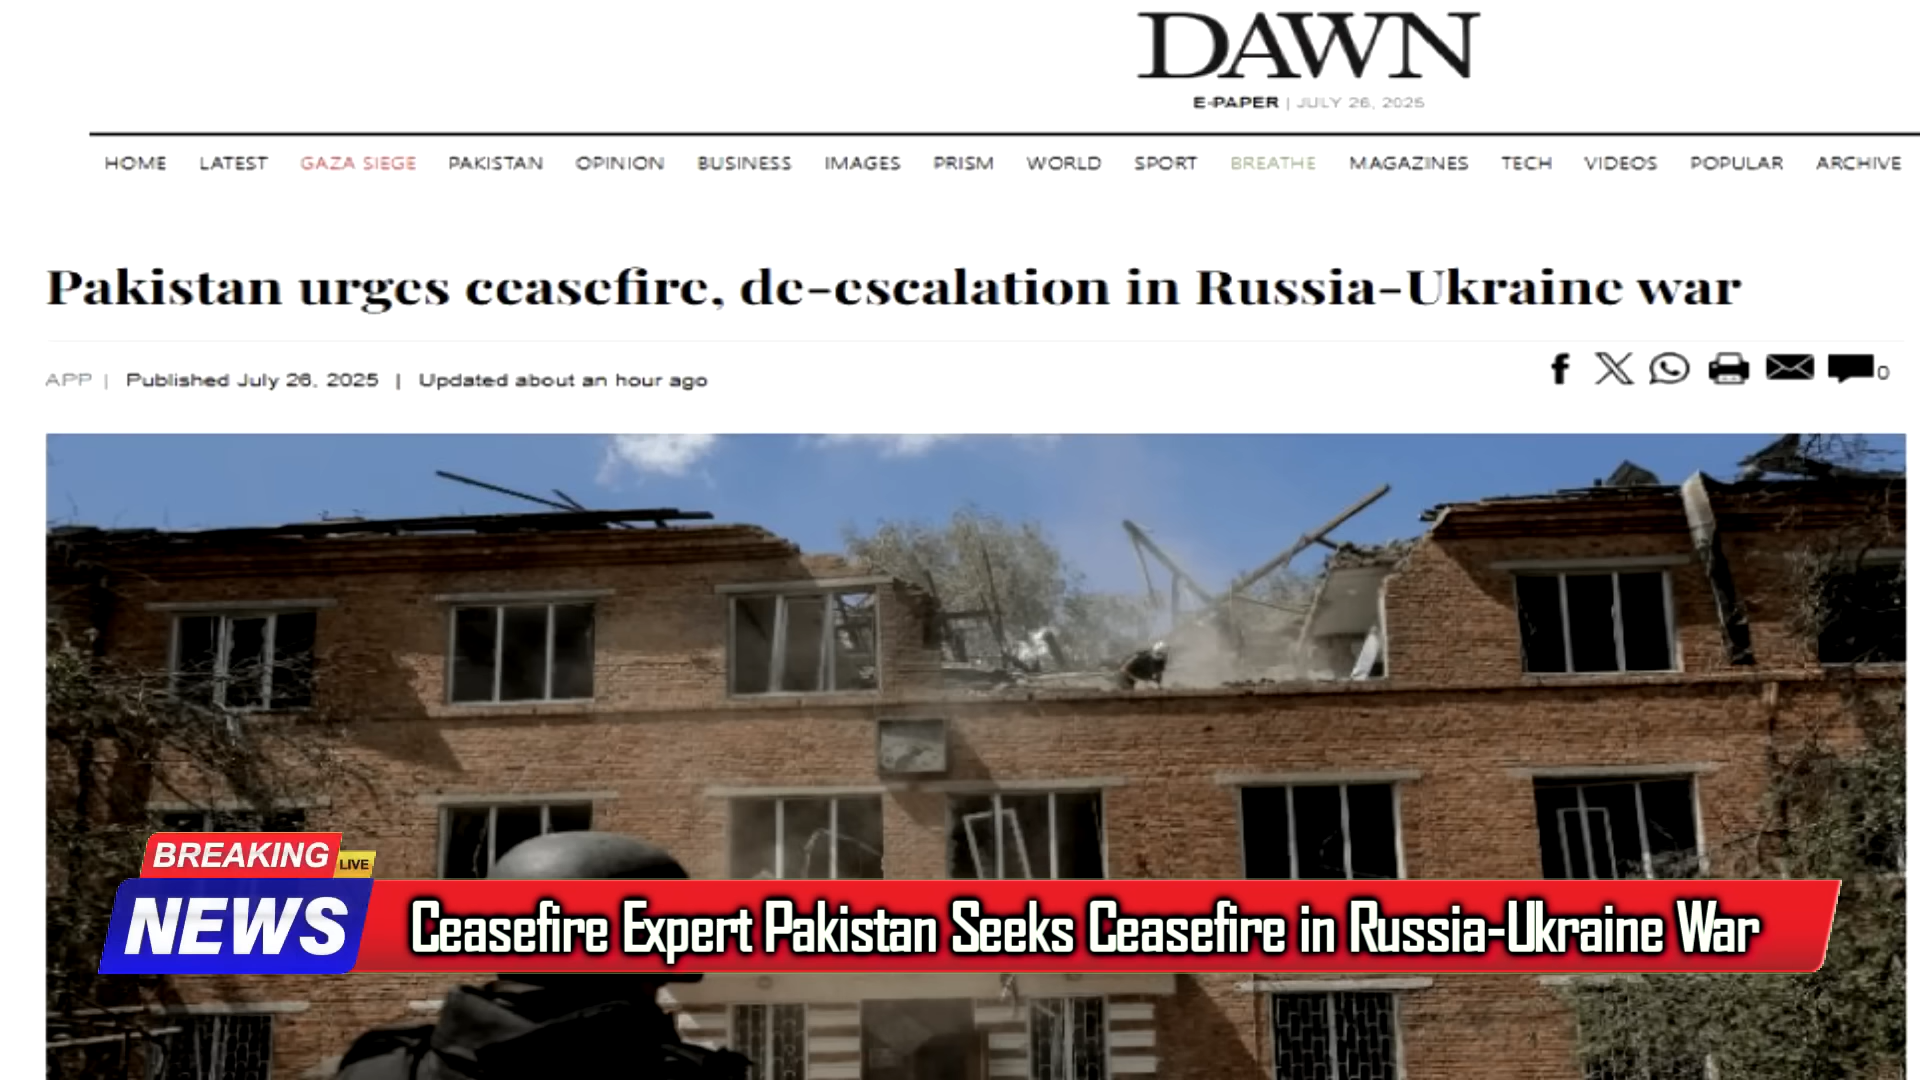 DAWN
E-PAPER | JULY 26, 2025
HOME LATEST GAZA SIEGE PAKISTAN OPINION BUSINESS IMAGES PRISM WORLD SPORT BREATHE MAGAZINES TECH VIDEOS POPULAR ARCHIVE
Pakistan urges ceasefire, de-escalation in Russia-Ukraine war
APP | Published July 26, 2025 | Updated about an hour ago
0
BREAKING
LIVE
NEWS
Ceasefire Expert Pakistan Seeks Ceasefire in Russia-Ukraine War